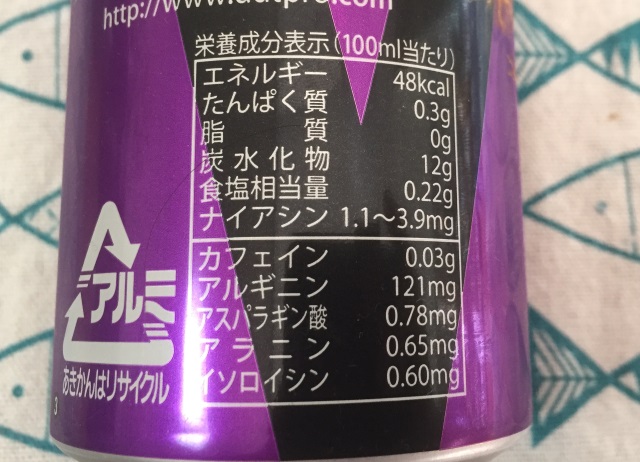 http://www.
栄養成分表示(100ml当たり)
エネルギー 48kcal
たんぱく質 0.3g
脂質 0g
炭水化物 12g
食塩相当量 0.22g
ナイアシン 1.1〜3.9mg
カフェイン 0.03g
アルギニン 121mg
アスパラギン酸 0.78mg
アラニン 0.65mg
イソロイシン 0.60mg
アルミ
あきかんはリサイクル
3